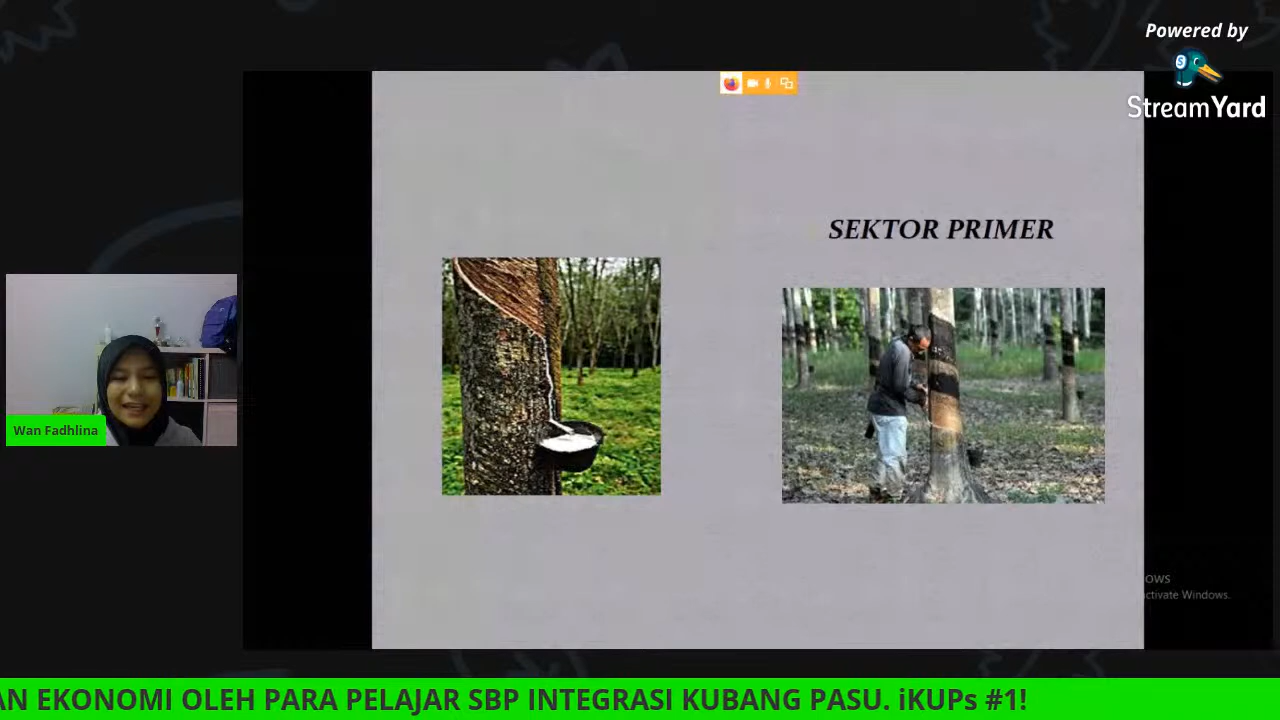 Powered by
StreamYard
SEKTOR PRIMER
Wan Fadhlina
ctivate Windows.
AN EKONOMI OLEH PARA PELAJAR SBP INTEGRASI KUBANG PASU. iKUPs #1!